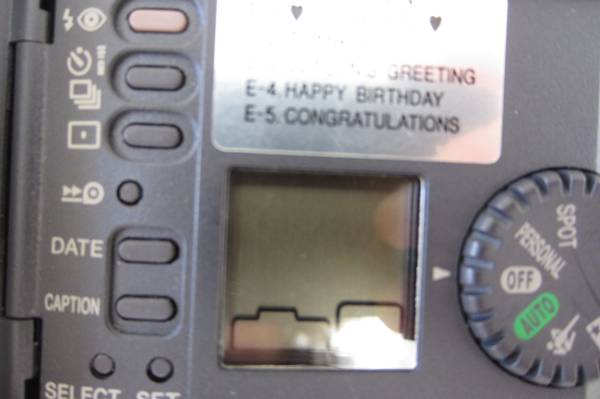 GREETING
E-4. HAPPY BIRTHDAY
E-5. CONGRATULATIONS
DATE
CAPTION
SELECT SET
SPOT
PERSONAL
OFF
AUTO